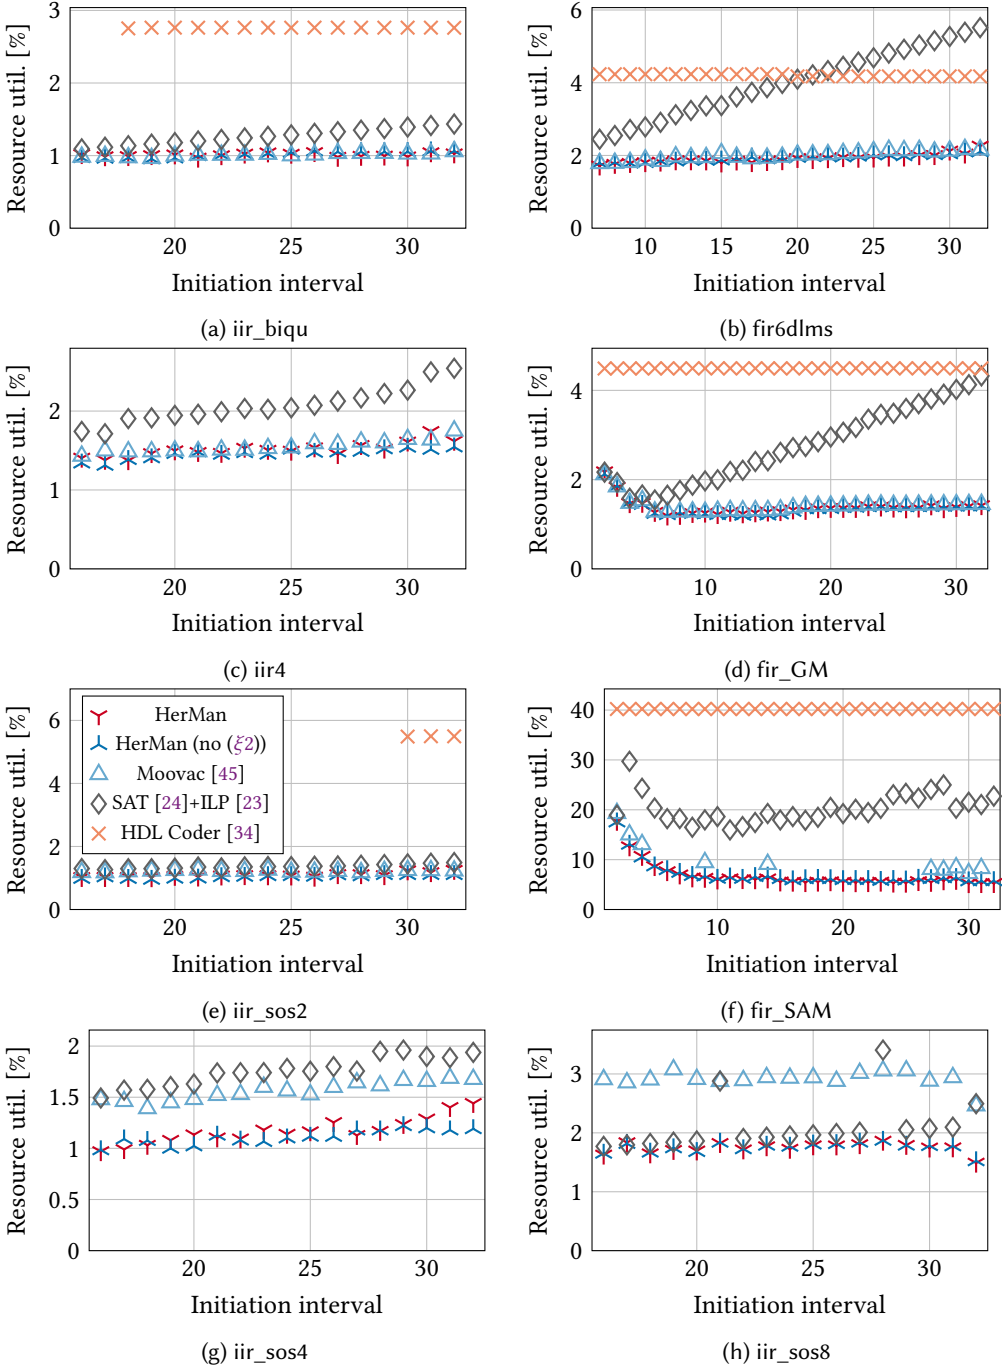 Resource util. [%]
3
2
1
0
20
25
30
Initiation interval
(a) iir_biqu
Resource util. [%]
6
4
2
0
10
15
20
25
30
Initiation interval
(b) fir6dlms
Resource util. [%]
2
1
0
20
25
30
Initiation interval
(c) iir4
Resource util. [%]
4
2
0
10
20
30
Initiation interval
(d) fir_GM
Resource util. [%]
6
4
2
0
HerMan
HerMan (no (ξ2))
Moovac [45]
SAT [24]+ILP [23]
HDL Coder [34]
20
25
30
Initiation interval
(e) iir_sos2
Resource util. [%]
40
30
20
10
0
10
20
30
Initiation interval
(f) fir_SAM
Resource util. [%]
2
1.5
1
0.5
0
20
25
30
Initiation interval
(g) iir_sos4
Resource util. [%]
3
2
1
0
20
25
30
Initiation interval
(h) iir_sos8